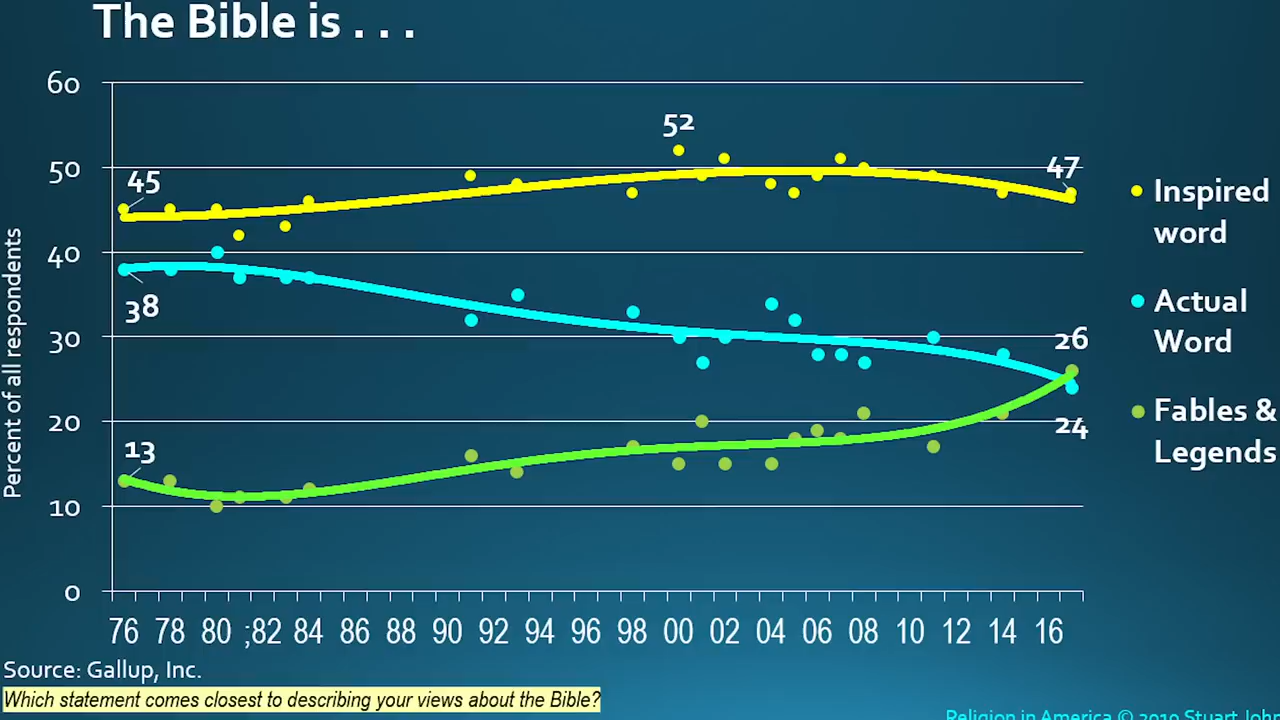 The Bible is . . .
60
50
40
30
20
10
0
Percent of all respondents
45
38
13
52
47
26
24
Inspired
word
Actual
Word
Fables &
Legends
76 78 80 ;82 84 86 88 90 92 94 96 98 00 02 04 06 08 10 12 14 16
Source: Gallup, Inc.
Which statement comes closest to describing your views about the Bible?
Religion in America © 2019 Stuart John